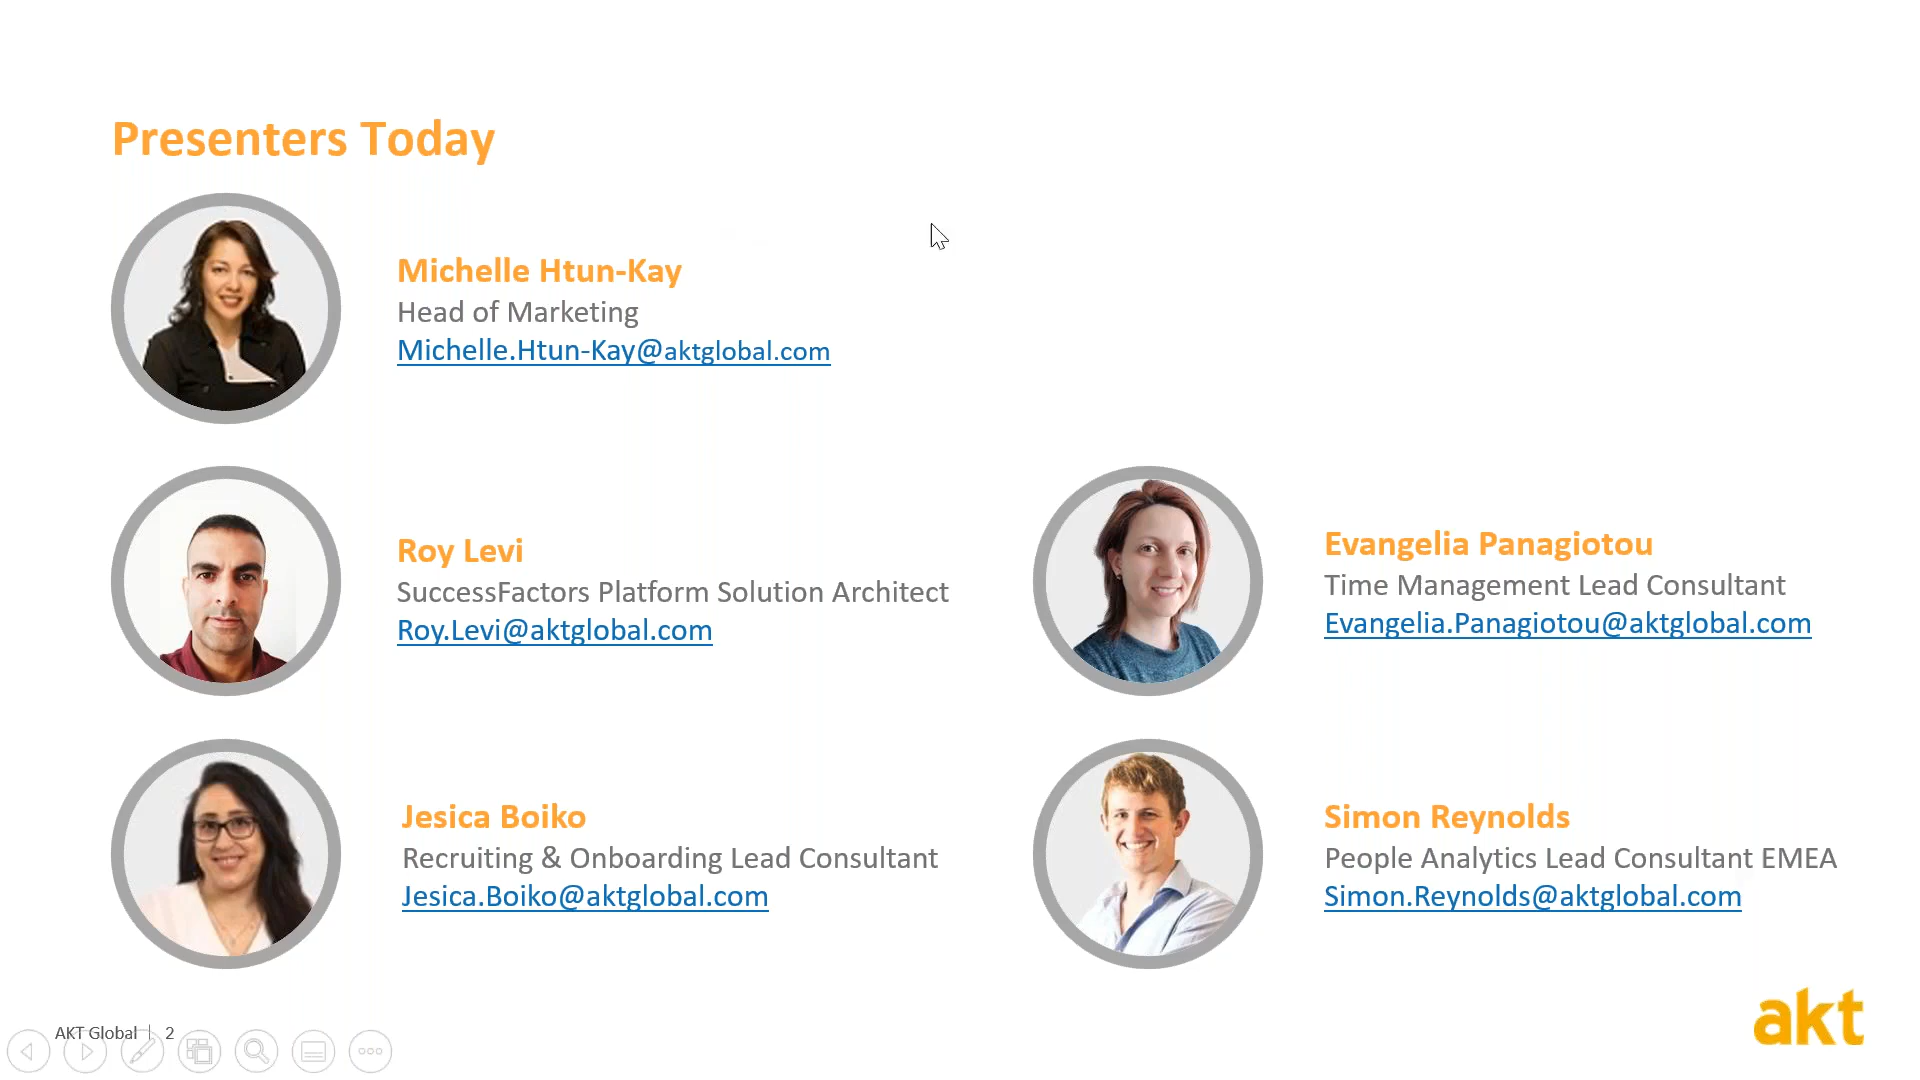 Presenters Today
Michelle Htun-Kay
Head of Marketing
Michelle.Htun-Kay@aktglobal.com
Roy Levi
SuccessFactors Platform Solution Architect
Roy.Levi@aktglobal.com
Evangelia Panagiotou
Time Management Lead Consultant
Evangelia.Panagiotou@aktglobal.com
Jesica Boiko
Recruiting & Onboarding Lead Consultant
Jesica.Boiko@aktglobal.com
Simon Reynolds
People Analytics Lead Consultant EMEA
Simon.Reynolds@aktglobal.com
AKT Global | 2
akt